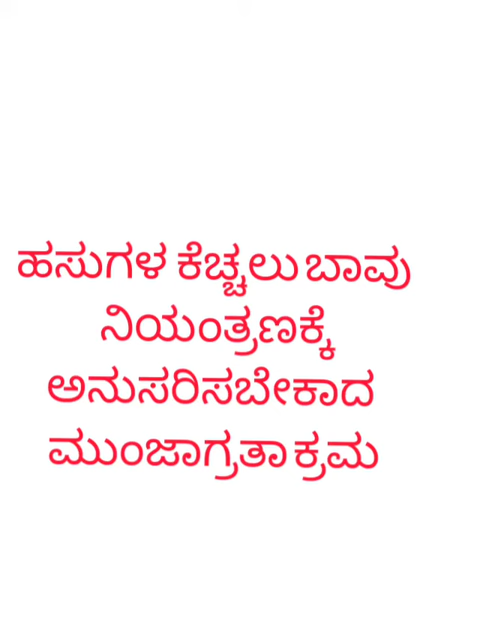 ಹಸುಗಳ ಕೆಚ್ಚಲು ಬಾವು
ನಿಯಂತ್ರಣಕ್ಕೆ
ಅನುಸರಿಸಬೇಕಾದ
ಮುಂಜಾಗ್ರತಾ ಕ್ರಮ